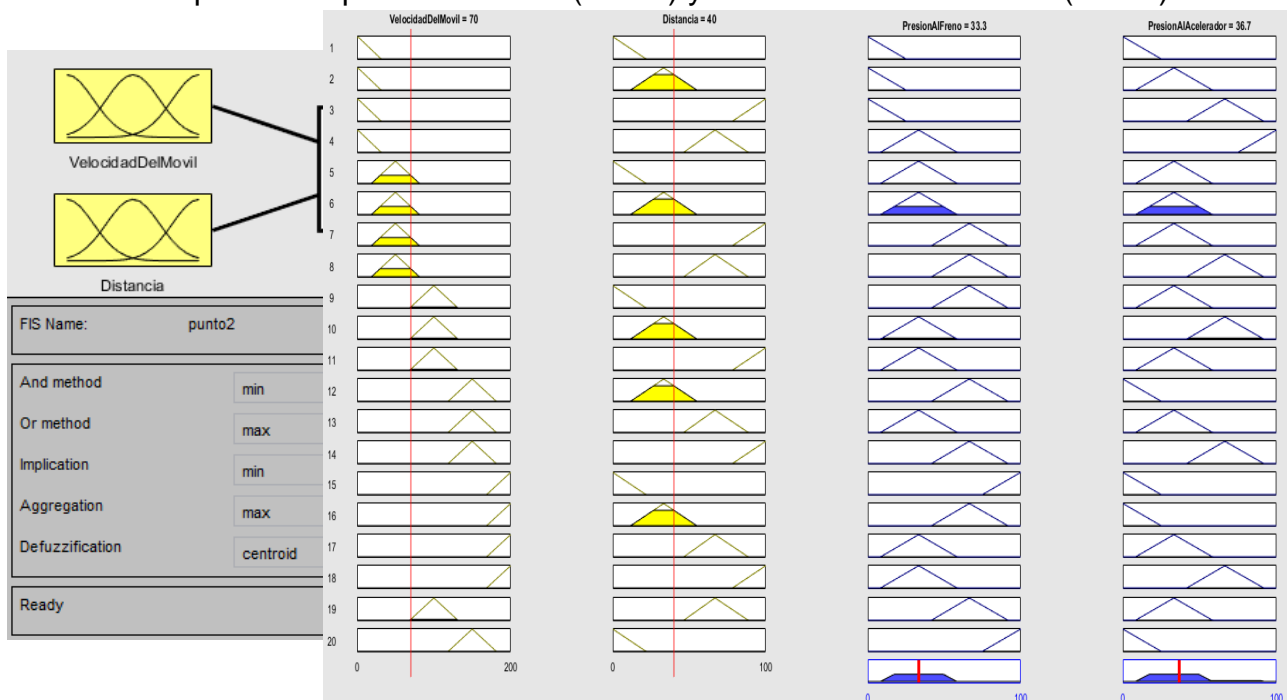 VelocidadDelMovil
Distancia
FIS Name: punto2
And method min
Or method max
Implication min
Aggregation max
Defuzzification centroid
Ready
VelocidadDelMovil = 70
Distancia = 40
PresionAlFreno = 33.3
PresionAlAcelerador = 36.7
1
2
3
4
5
6
7
8
9
10
11
12
13
14
15
16
17
18
19
20
0 200
0 100
0 100
0 100